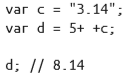 var c = "3.14";
var d = 5+ +c;
d; // 8.14